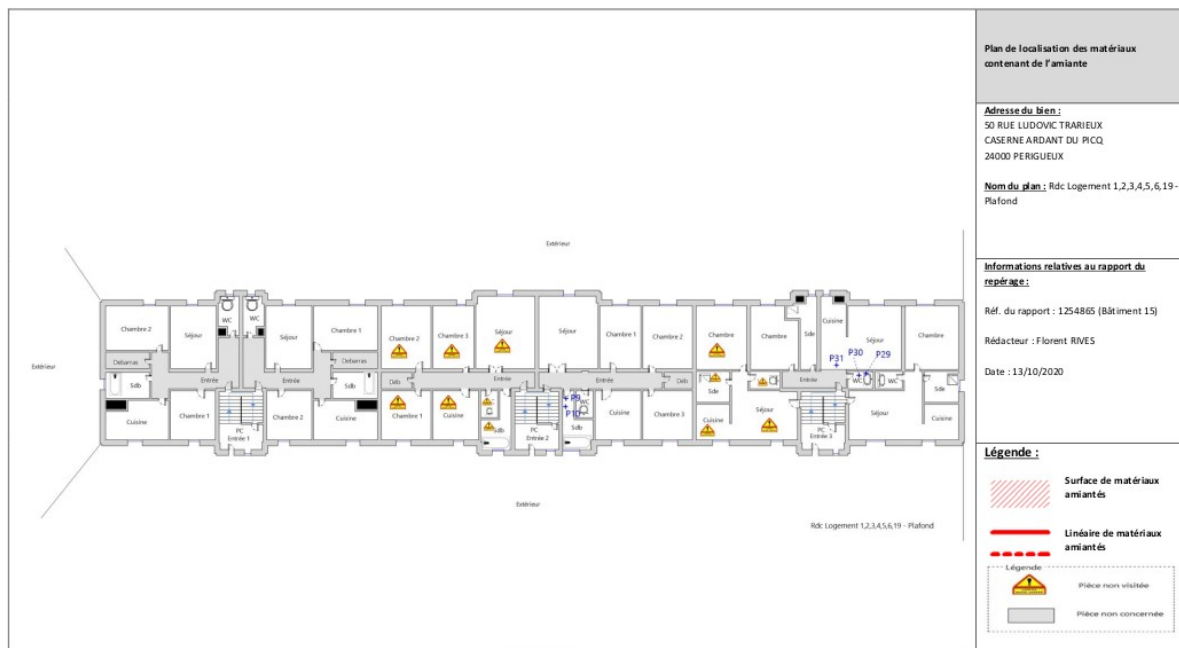 Plan de localisation des matériaux
contenant de l'amiante
Adresse du bien :
50 RUE LUDOVIC TRARIEUX
CASERNE ARDANT DU PICQ
24000 PERIGUEUX
Nom du plan : Rdc Logement 1,2,3,4,5,6,19 -
Plafond
Informations relatives au rapport du
repérage :
Réf. du rapport : 1254865 (Bâtiment 15)
Rédacteur : Florent RIVES
Date : 13/10/2020
Légende :
Surface de matériaux
amiantés
Linéaire de matériaux
amiantés
Légende
Pièce non visitée
Pièce non concernée
Extérieur
Extérieur
Extérieur
Chambre 2
Séjour
WC
WC
Séjour
Chambre 1
Chambre 2
Chambre 3
Séjour
Séjour
Chambre 1
Chambre 2
Chambre
Chambre
Sde
Cuisine
Séjour
Chambre
P31
P30
P29
Debarras
Debarras
Entrée
Entrée
Déb
Entrée
Entrée
Déb
Entrée
WC
WC
Sdb
Sdb
Sde
Sde
P9
P10
WC
Cuisine
Chambre 1
PC
Entrée 1
Chambre 2
Cuisine
Chambre 1
Cuisine
Sdb
PC
Entrée 2
Sdb
Cuisine
Chambre 3
Cuisine
Séjour
PC
Entrée 3
Séjour
Cuisine
Rdc Logement 1,2,3,4,5,6,19 - Plafond